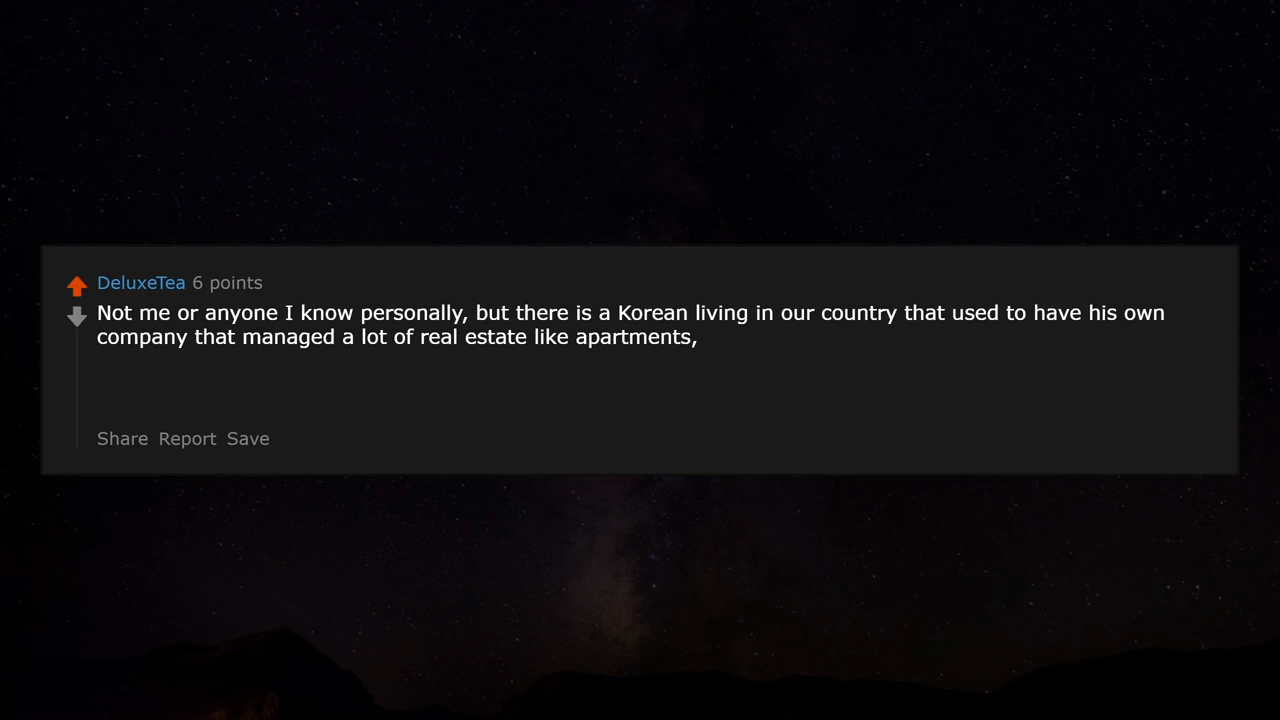 DeluxeTea 6 points
Not me or anyone I know personally, but there is a Korean living in our country that used to have his own
company that managed a lot of real estate like apartments,
Share Report Save